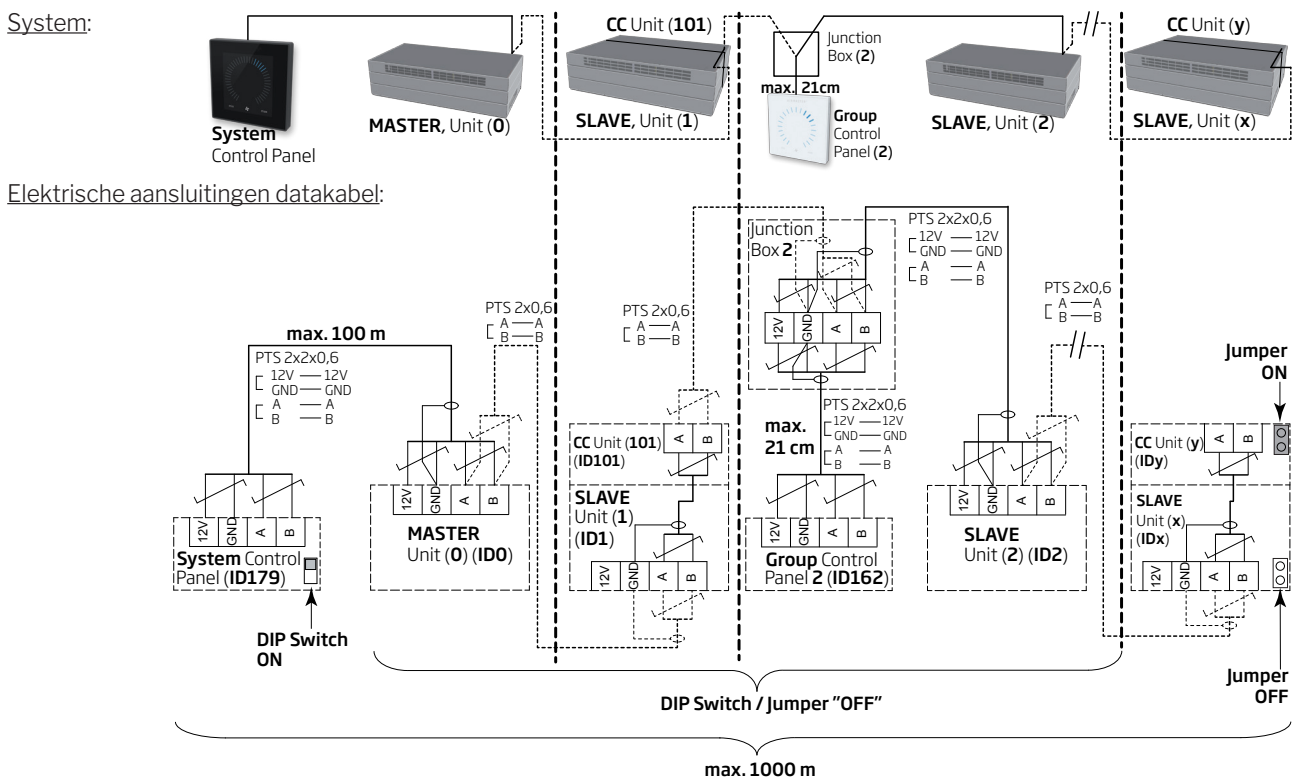 System:
System
Control Panel
MASTER, Unit (0)
CC Unit (101)
SLAVE, Unit (1)
Junction
Box (2)
max. 21cm
Group
Control
Panel (2)
SLAVE, Unit (2)
CC Unit (y)
SLAVE, Unit (x)
Elektrische aansluitingen datakabel:
max. 100 m
PTS 2x2x0,6
12V 12V
GND GND
A A
B B
12V GND A B
System Control
Panel (ID179)
DIP Switch
ON
PTS 2x0,6
A A
B B
12V GND A B
MASTER
Unit (0) (ID0)
PTS 2x0,6
A A
B B
CC Unit (101)
(ID101)
A B
SLAVE
Unit (1)
(ID1)
12V GND A B
Junction
Box 2
12V GND A B
max.
21 cm
PTS 2x2x0,6
12V 12V
GND GND
A A
B B
12V GND A B
Group Control
Panel 2 (ID162)
PTS 2x2x0,6
12V 12V
GND GND
A A
B B
12V GND A B
SLAVE
Unit (2) (ID2)
PTS 2x0,6
A A
B B
Jumper
ON
CC Unit (y)
(IDy)
A B
SLAVE
Unit (x)
(IDx)
12V GND A B
Jumper
OFF
DIP Switch / Jumper "OFF"
max. 1000 m